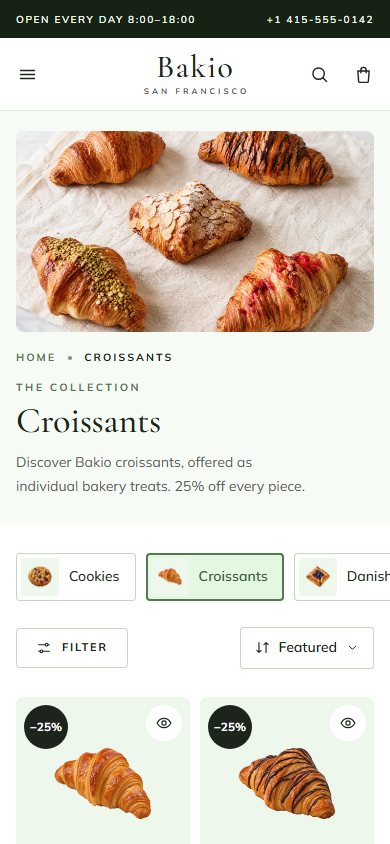 OPEN EVERY DAY 8:00–18:00
+1 415-555-0142
Bakio
SAN FRANCISCO
HOME • CROISSANTS
THE COLLECTION
Croissants
Discover Bakio croissants, offered as
individual bakery treats. 25% off every piece.
Cookies
Croissants
Danish
FILTER
Featured
−25%
−25%